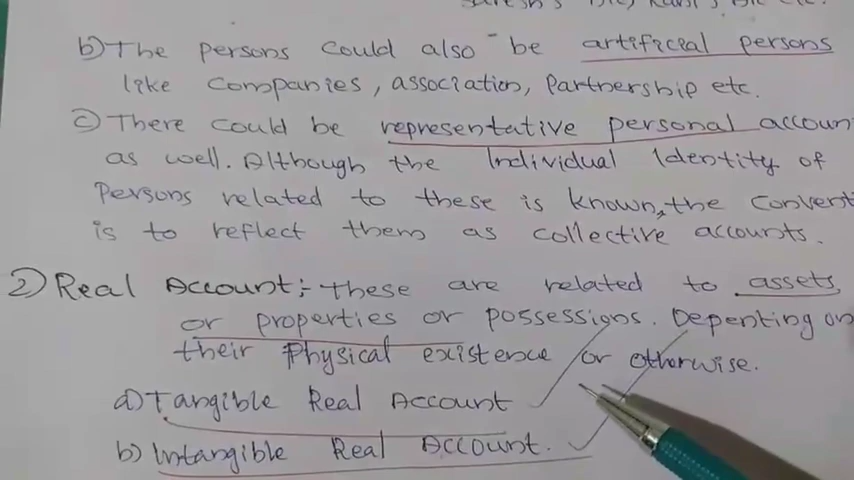 b) The persons could also be artificial persons
like companies, association, Partnership etc.
c) There could be representative personal accoun
as well. Although the Individual Identity of
Persons related to these is known, the convent
is to reflect them as collective accounts.
2) Real Account:- These are related to assets,
or properties or possessions. Depenting on
their Physical existence or otherwise.
a) Tangible Real Account
b) Intangible Real Account.